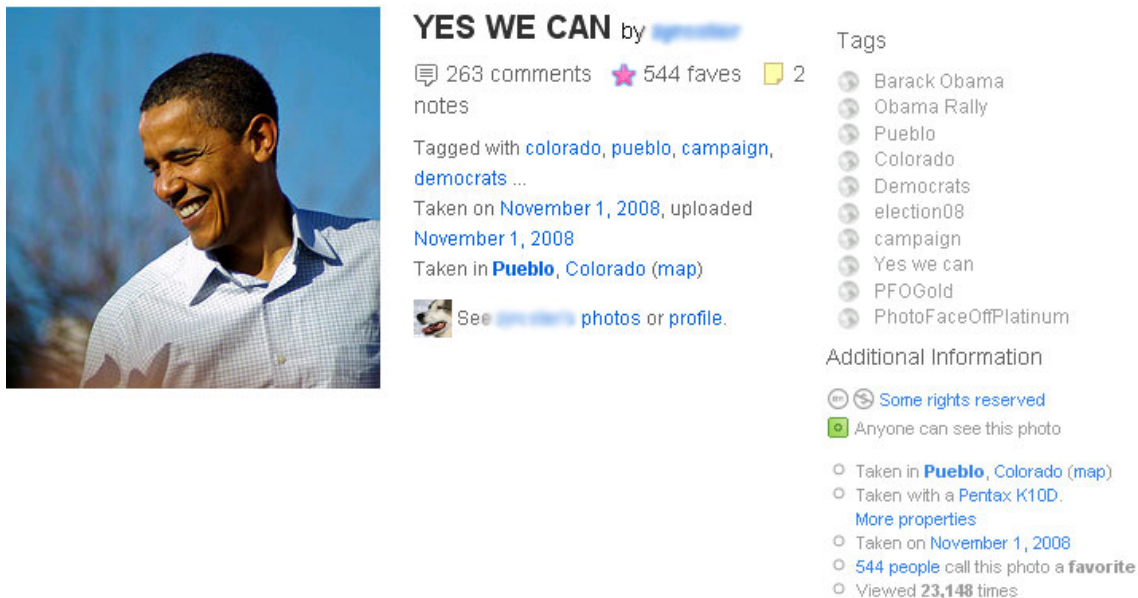 YES WE CAN by
263 comments 544 faves 2
notes
Tagged with colorado, pueblo, campaign,
democrats ...
Taken on November 1, 2008, uploaded
November 1, 2008
Taken in Pueblo, Colorado (map)
See photos or profile.
Tags
Barack Obama
Obama Rally
Pueblo
Colorado
Democrats
election08
campaign
Yes we can
PFOGold
PhotoFaceOffPlatinum
Additional Information
Some rights reserved
Anyone can see this photo
Taken in Pueblo, Colorado (map)
Taken with a Pentax K10D.
More properties
Taken on November 1, 2008
544 people call this photo a favorite
Viewed 23,148 times